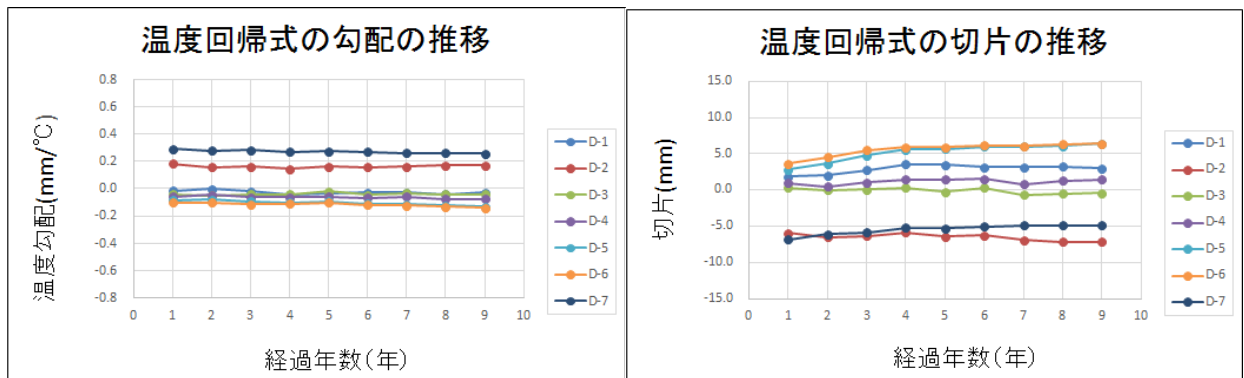 温度回帰式の勾配の推移
0.8
0.6
0.4
0.2
0.0
-0.2
-0.4
-0.6
-0.8
0 1 2 3 4 5 6 7 8 9 10
温度勾配(mm/℃)
経過年数(年)
D-1
D-2
D-3
D-4
D-5
D-6
D-7
温度回帰式の切片の推移
15.0
10.0
5.0
0.0
-5.0
-10.0
-15.0
0 1 2 3 4 5 6 7 8 9 10
切片(mm)
経過年数(年)
D-1
D-2
D-3
D-4
D-5
D-6
D-7